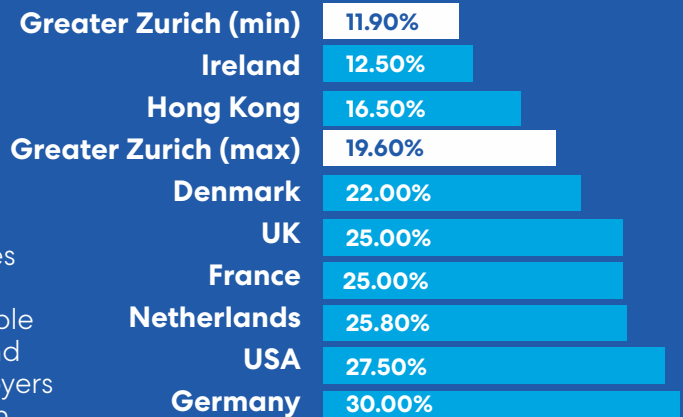 Greater Zurich (min) 11.90%
Ireland 12.50%
Hong Kong 16.50%
Greater Zurich (max) 19.60%
Denmark 22.00%
UK 25.00%
France 25.00%
Netherlands 25.80%
USA 27.50%
Germany 30.00%